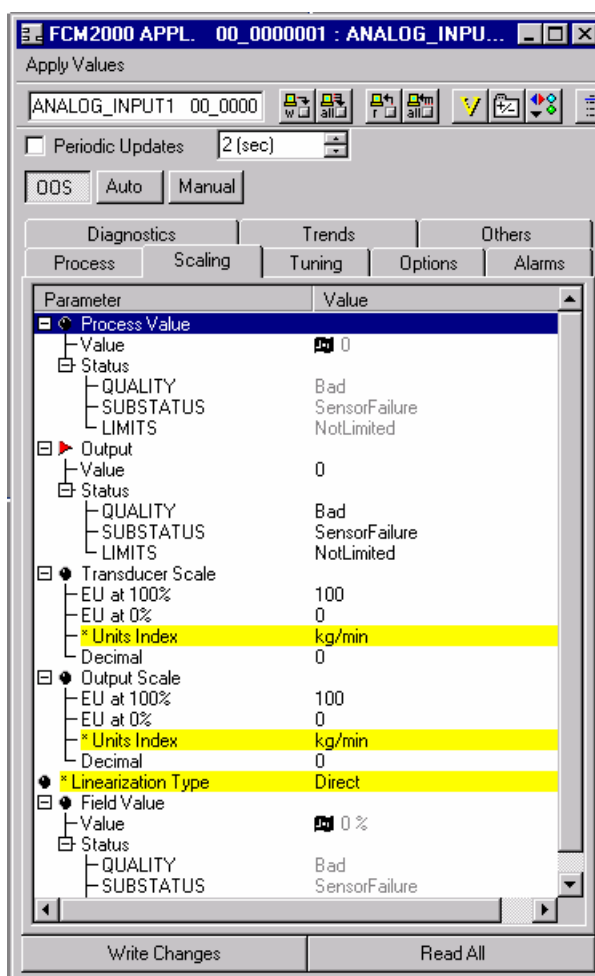 FCM2000 APPL. 00_0000001 : ANALOG_INPU...
Apply Values
ANALOG_INPUT1 00_0000
w all r all
Periodic Updates 2 (sec)
OOS Auto Manual
Diagnostics Trends Others
Process Scaling Tuning Options Alarms
Parameter Value
Process Value
Value 0
Status
QUALITY Bad
SUBSTATUS SensorFailure
LIMITS NotLimited
Output
Value 0
Status
QUALITY Bad
SUBSTATUS SensorFailure
LIMITS NotLimited
Transducer Scale
EU at 100% 100
EU at 0% 0
* Units Index kg/min
Decimal 0
Output Scale
EU at 100% 100
EU at 0% 0
* Units Index kg/min
Decimal 0
* Linearization Type Direct
Field Value
Value 0 %
Status
QUALITY Bad
SUBSTATUS SensorFailure
Write Changes Read All